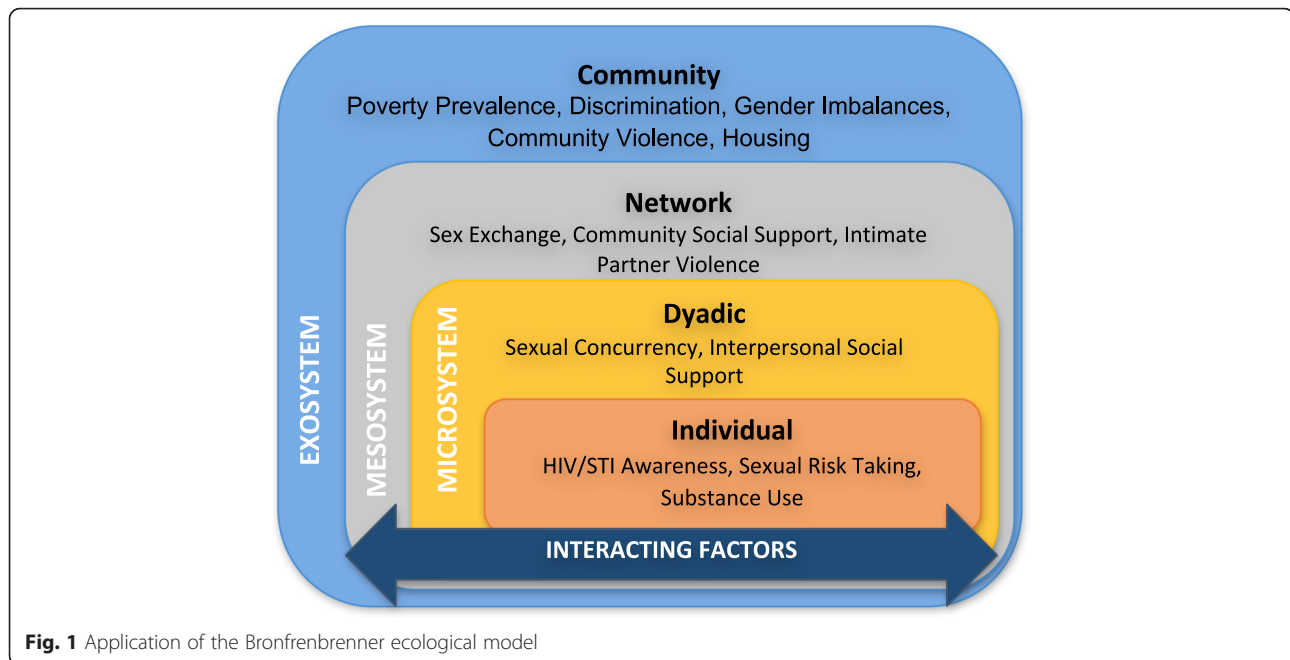 Community
Poverty Prevalence, Discrimination, Gender Imbalances,
Community Violence, Housing
Network
Sex Exchange, Community Social Support, Intimate
Partner Violence
Dyadic
Sexual Concurrency, Interpersonal Social
Support
Individual
HIV/STI Awareness, Sexual Risk Taking,
Substance Use
EXOSYSTEM
MESOSYSTEM
MICROSYSTEM
INTERACTING FACTORS
Fig. 1 Application of the Bronfrenbrenner ecological model